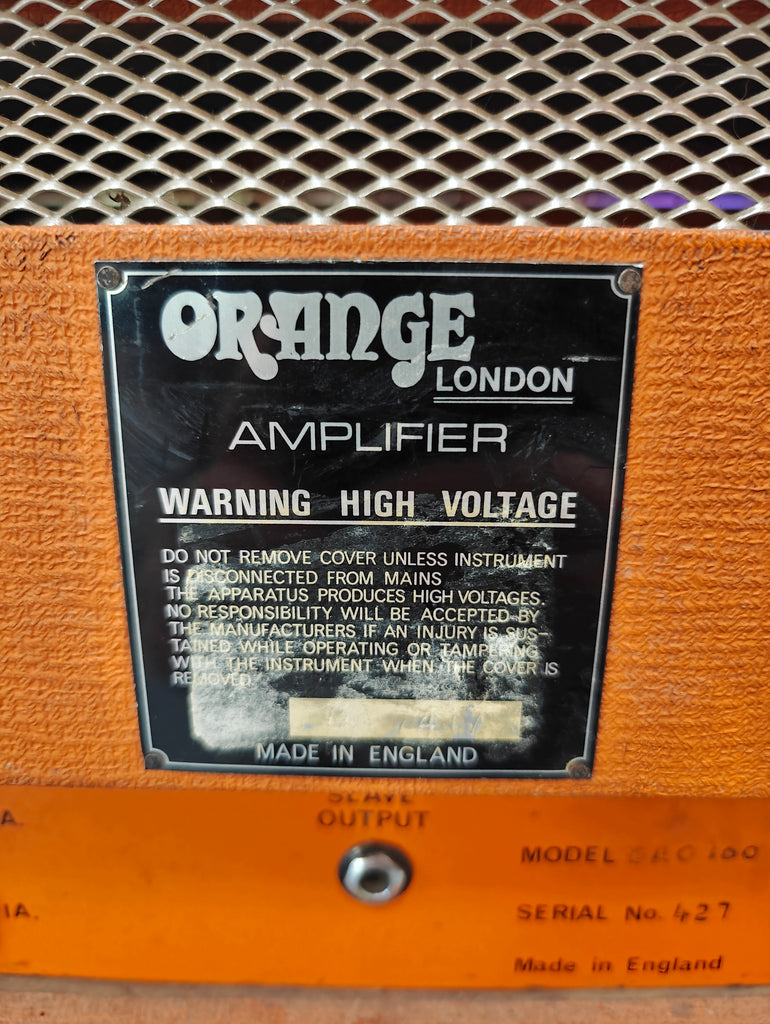 ORANGE
LONDON
AMPLIFIER
WARNING HIGH VOLTAGE
DO NOT REMOVE COVER UNLESS INSTRUMENT
IS DISCONNECTED FROM MAINS
THE APPARATUS PRODUCES HIGH VOLTAGES.
NO RESPONSIBILITY WILL BE ACCEPTED BY
THE MANUFACTURERS IF AN INJURY IS SUS-
TAINED WHILE OPERATING OR TAMPERING
WITH THE INSTRUMENT WHEN THE COVER IS
REMOVED.
MADE IN ENGLAND
SLAVE
OUTPUT
A.
IA.
MODEL
SERIAL No. 427
Made in England